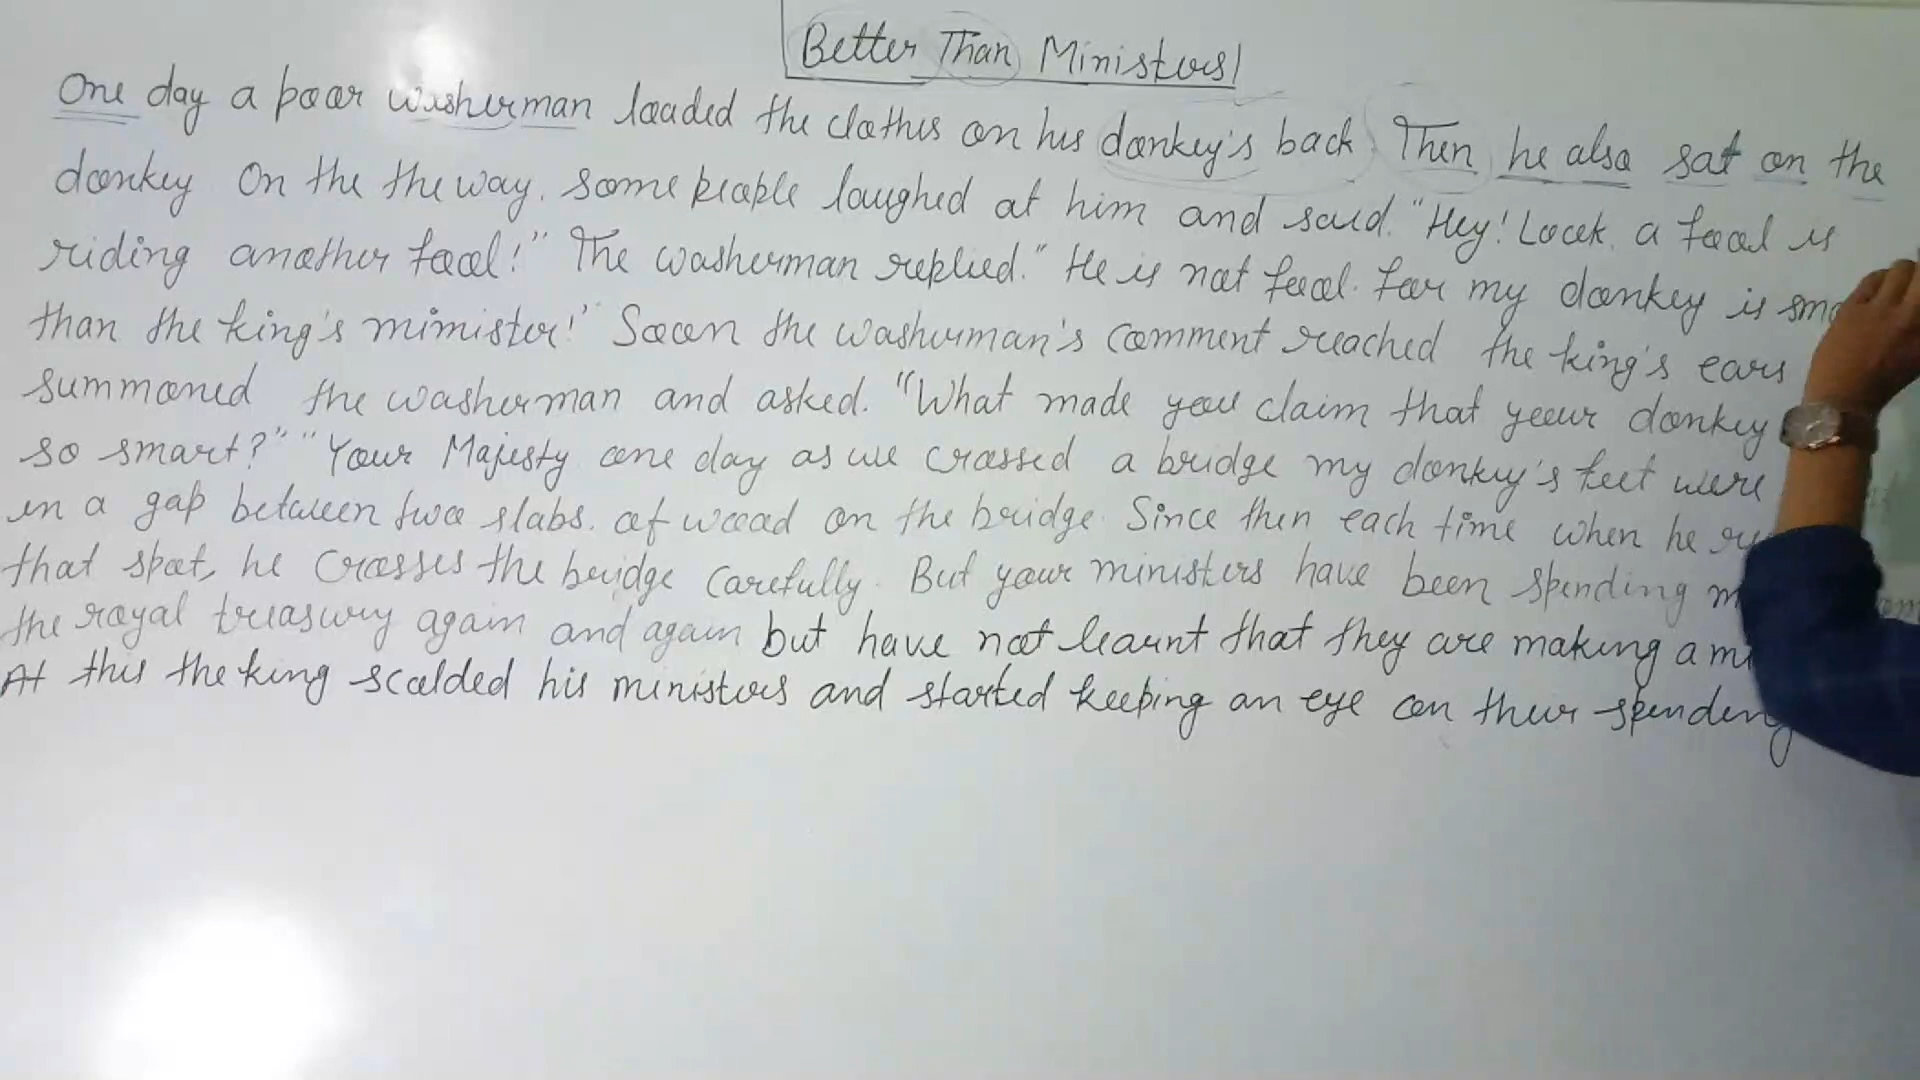 Better Than Ministers!
One day a poor washerman loaded the clothes on his donkey's back. Then he also sat on the
donkey On the the way. some people laughed at him and said. "Hey! Look. a fool is
riding another fool!" The washerman replied." He is not fool. For my donkey is
than the king's mimister!" Soon the washerman's comment reached the king's ears
summoned the washerman and asked. "What made you claim that your donkey
so smart?" "Your Majesty one day as we crossed a bridge my donkey's feet were
in a gap between two slabs. of wood on the bridge. Since then each time when he
that spot, he crosses the bridge carefully. But your ministers have been spending
the royal treasury again and again but have not learnt that they are making a
At this the king scolded his ministers and started keeping an eye on their spending